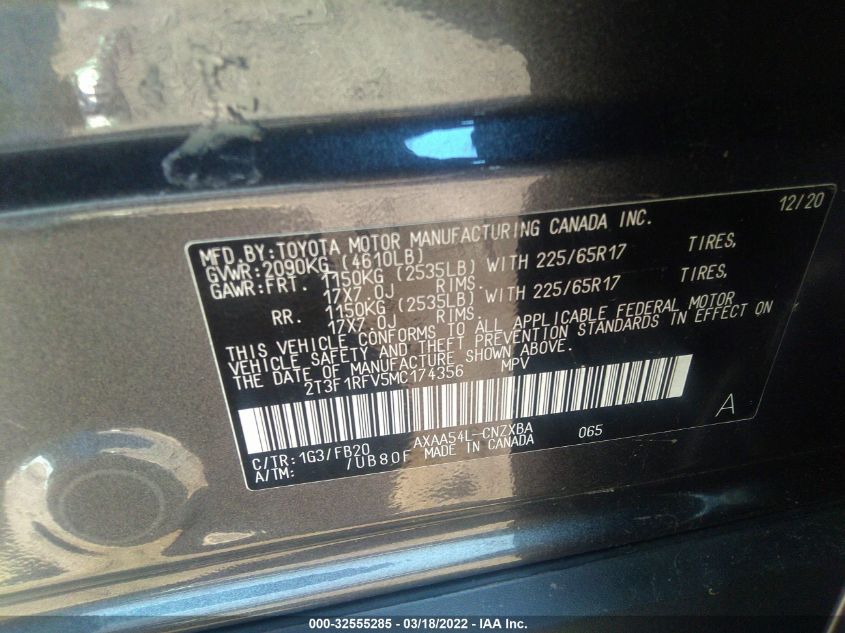 12/20
MFD.BY:TOYOTA MOTOR MANUFACTURING CANADA INC.
GVWR:2090KG (4610LB)
GAWR:FRT. 1150KG (2535LB) WITH 225/65R17 TIRES,
17X7.0J RIMS.
RR. 1150KG (2535LB) WITH 225/65R17 TIRES,
17X7.0J RIMS.
THIS VEHICLE CONFORMS TO ALL APPLICABLE FEDERAL MOTOR
VEHICLE SAFETY AND THEFT PREVENTION STANDARDS IN EFFECT ON
THE DATE OF MANUFACTURE SHOWN ABOVE.
2T3F1RFV5MC174356 MPV
A
C/TR:1G3/FB20 AXAA54L-CNZXBA 065
A/TM: /UB80F MADE IN CANADA
000-32555285 - 03/18/2022 - IAA Inc.